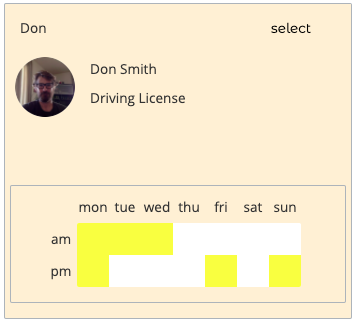 Don select
Don Smith
Driving License
mon tue wed thu fri sat sun
am
pm